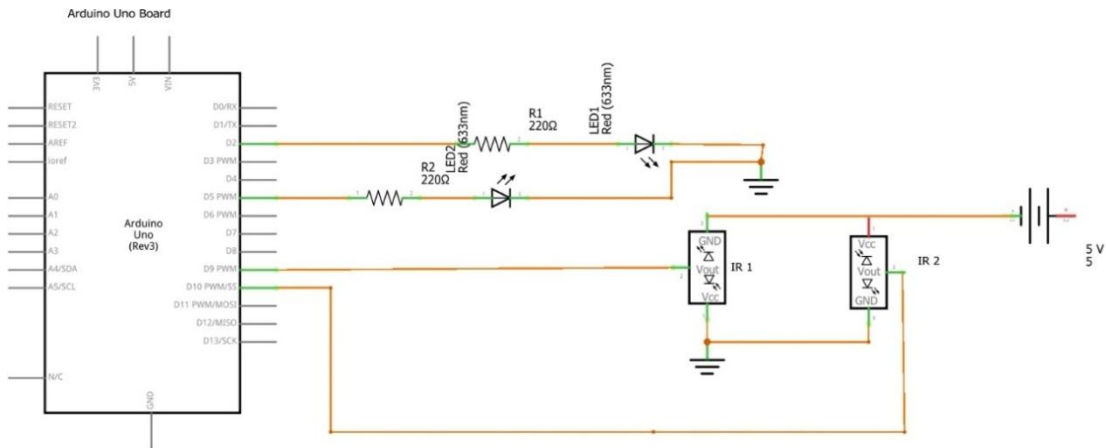 Arduino Uno Board
3V3
5V
VIN
RESET
RESET2
AREF
ioref
A0
A1
A2
A3
A4/SDA
A5/SCL
N/C
Arduino
Uno
(Rev3)
D0/RX
D1/TX
D2
D3 PWM
D4
D5 PWM
D6 PWM
D7
D8
D9 PWM
D10 PWM/SS
D11 PWM/MOSI
D12/MISO
D13/SCK
GND
R1
220Ω
LED1
Red (633nm)
LED2
Red (633nm)
R2
220Ω
GND
Vout
Vcc
IR 1
Vcc
Vout
GND
IR 2
5 V
5